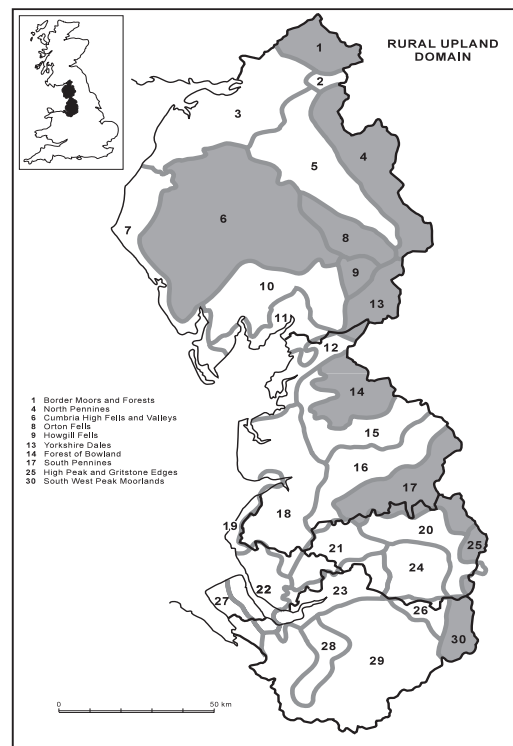 RURAL UPLAND
DOMAIN
1
2
3
4
5
6
7
8
9
10
11
12
13
14
15
16
17
18
19
20
21
22
23
24
25
26
27
28
29
30
1 Border Moors and Forests
4 North Pennines
6 Cumbria High Fells and Valleys
8 Orton Fells
9 Howgill Fells
13 Yorkshire Dales
14 Forest of Bowland
17 South Pennines
25 High Peak and Gritstone Edges
30 South West Peak Moorlands
0 50 km